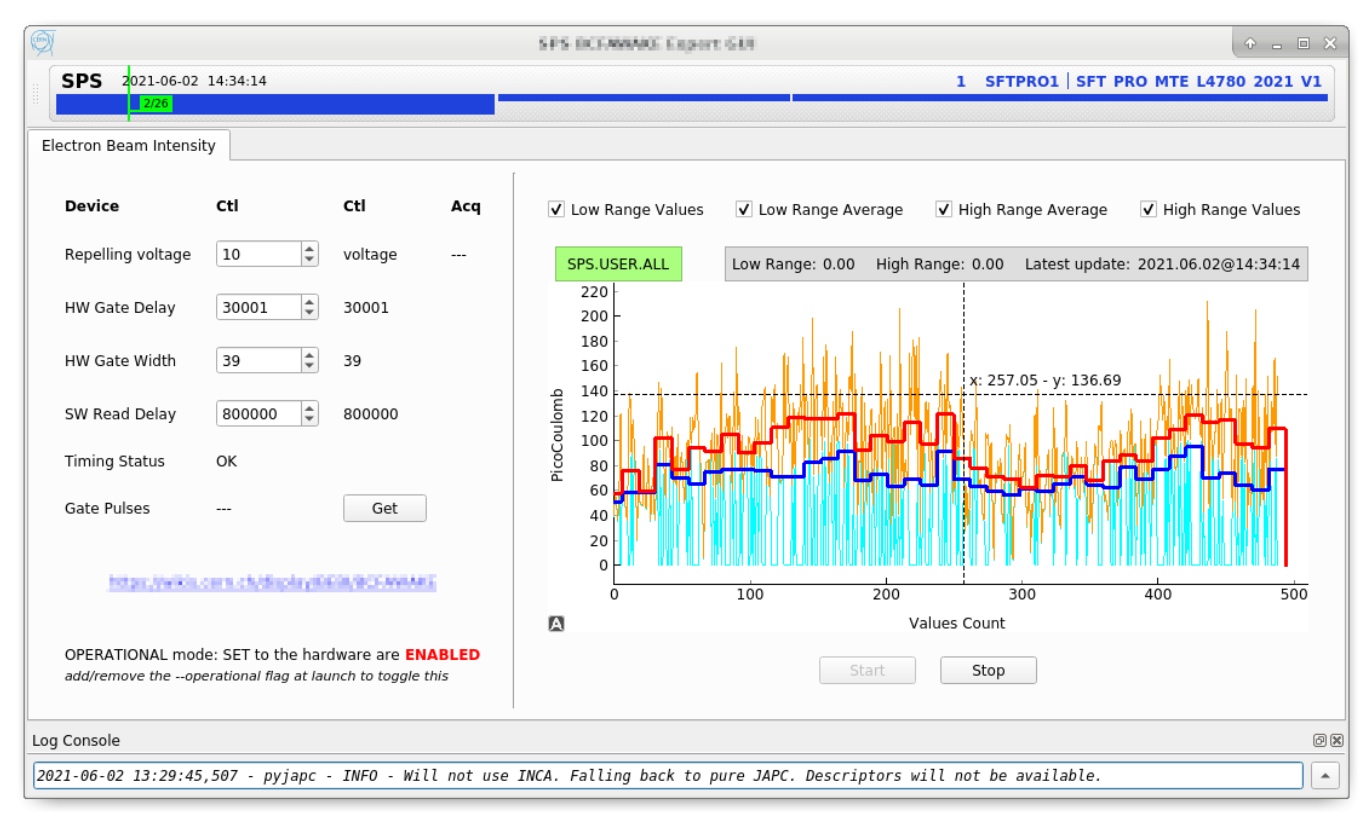 SPS 2021-06-02 14:34:14 1 SFTPRO1 | SFT PRO MTE L4780 2021 V1
2/26
Electron Beam Intensity
Device Ctl Ctl Acq
Repelling voltage 10 voltage ---
HW Gate Delay 30001 30001
HW Gate Width 39 39
SW Read Delay 800000 800000
Timing Status OK
Gate Pulses --- Get
OPERATIONAL mode: SET to the hardware are ENABLED
add/remove the --operational flag at launch to toggle this
Low Range Values Low Range Average High Range Average High Range Values
SPS.USER.ALL Low Range: 0.00 High Range: 0.00 Latest update: 2021.06.02@14:34:14
220
200
180
160
140
120
100
80
60
40
20
0
PicoCoulomb
x: 257.05 - y: 136.69
0 100 200 300 400 500
Values Count
A
Start Stop
Log Console
2021-06-02 13:29:45,507 - pyjapc - INFO - Will not use INCA. Falling back to pure JAPC. Descriptors will not be available.